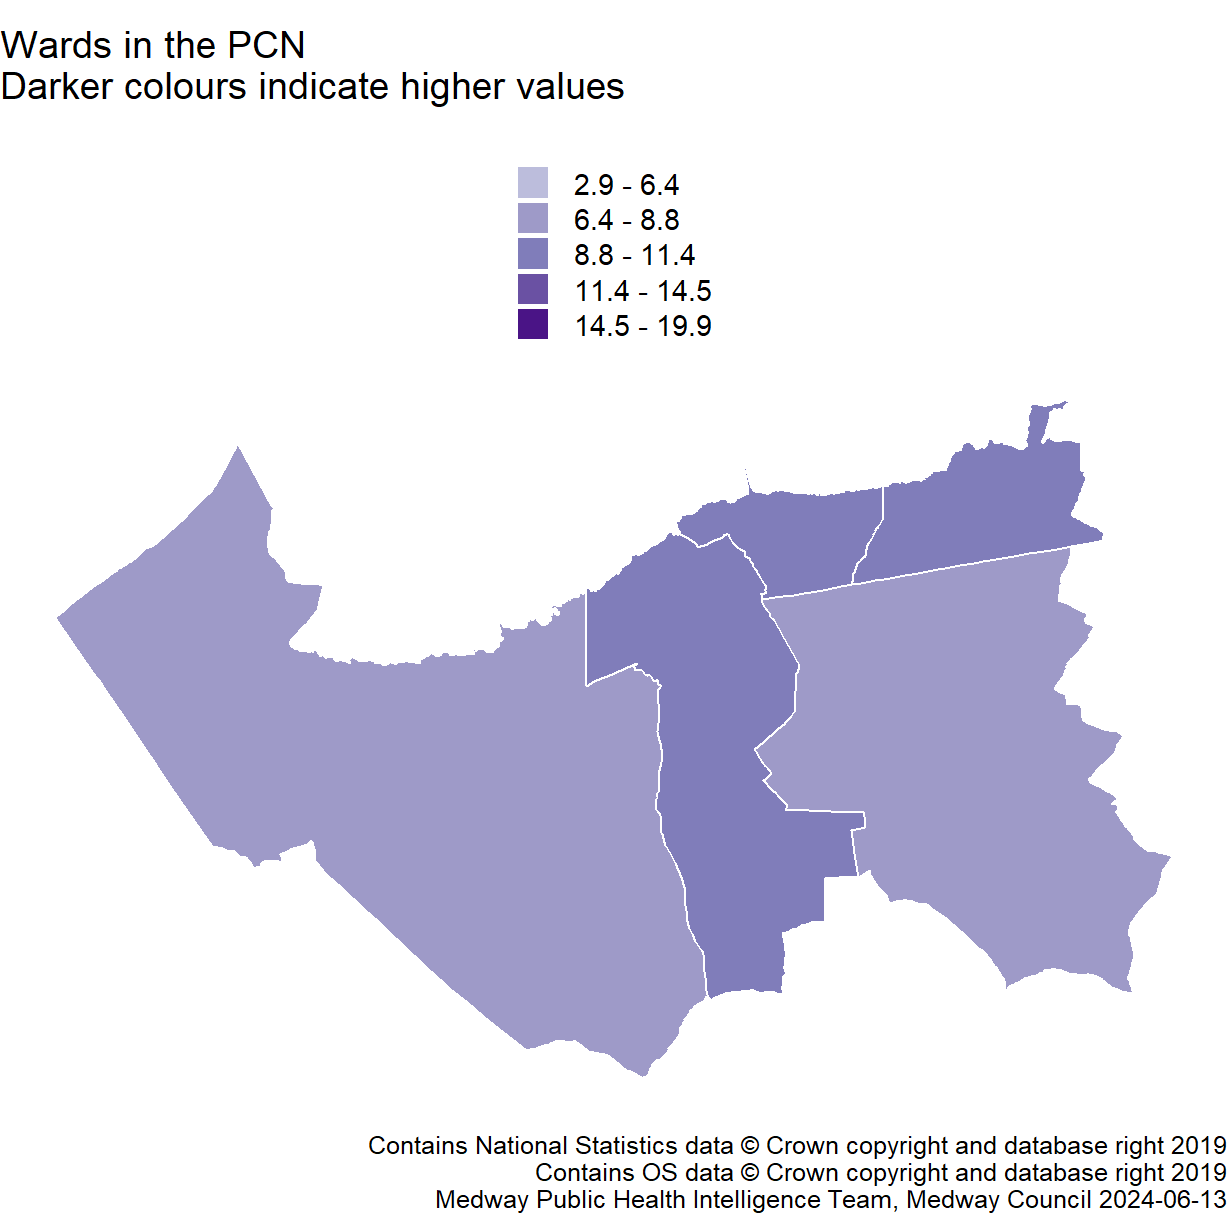 Wards in the PCN
Darker colours indicate higher values
2.9 - 6.4
6.4 - 8.8
8.8 - 11.4
11.4 - 14.5
14.5 - 19.9
Contains National Statistics data © Crown copyright and database right 2019
Contains OS data © Crown copyright and database right 2019
Medway Public Health Intelligence Team, Medway Council 2024-06-13